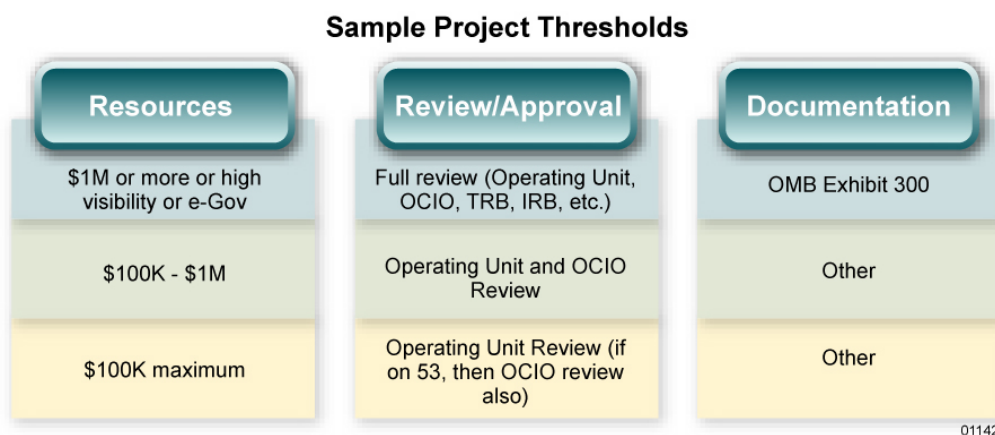 Sample Project Thresholds
Resources
Review/Approval
Documentation
$1M or more or high
visibility or e-Gov
Full review (Operating Unit,
OCIO, TRB, IRB, etc.)
OMB Exhibit 300
$100K - $1M
Operating Unit and OCIO
Review
Other
$100K maximum
Operating Unit Review (if
on 53, then OCIO review
also)
Other
01142